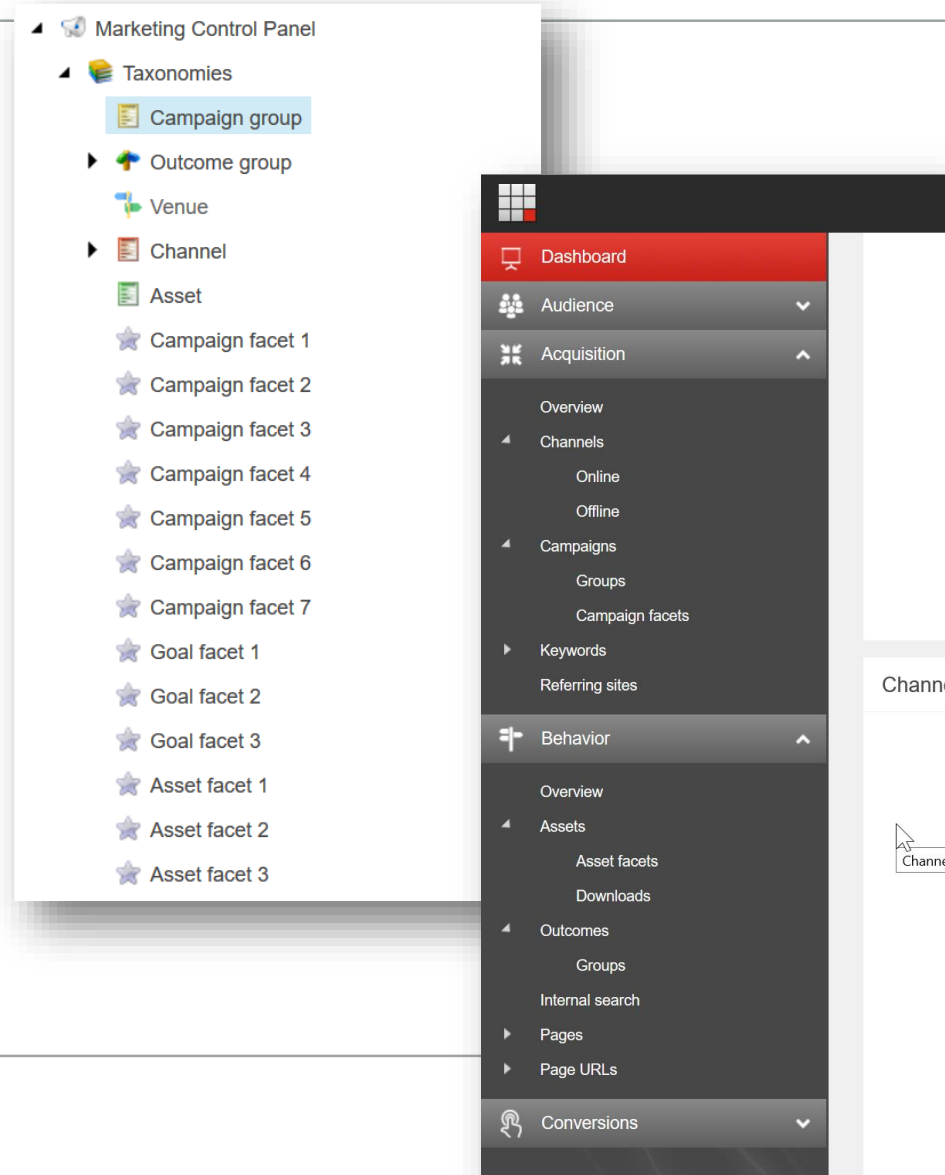 Marketing Control Panel
Taxonomies
Campaign group
Outcome group
Venue
Channel
Asset
Campaign facet 1
Campaign facet 2
Campaign facet 3
Campaign facet 4
Campaign facet 5
Campaign facet 6
Campaign facet 7
Goal facet 1
Goal facet 2
Goal facet 3
Asset facet 1
Asset facet 2
Asset facet 3
Dashboard
Audience
Acquisition
Overview
Channels
Online
Offline
Campaigns
Groups
Campaign facets
Keywords
Referring sites
Behavior
Overview
Assets
Asset facets
Downloads
Outcomes
Groups
Internal search
Pages
Page URLs
Conversions